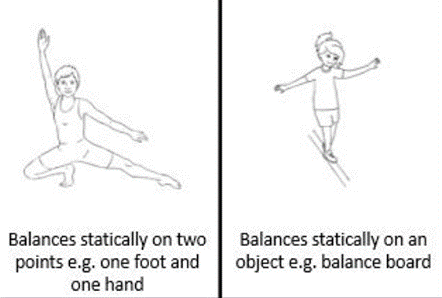 Balances statically on two
points e.g. one foot and
one hand
Balances statically on an
object e.g. balance board